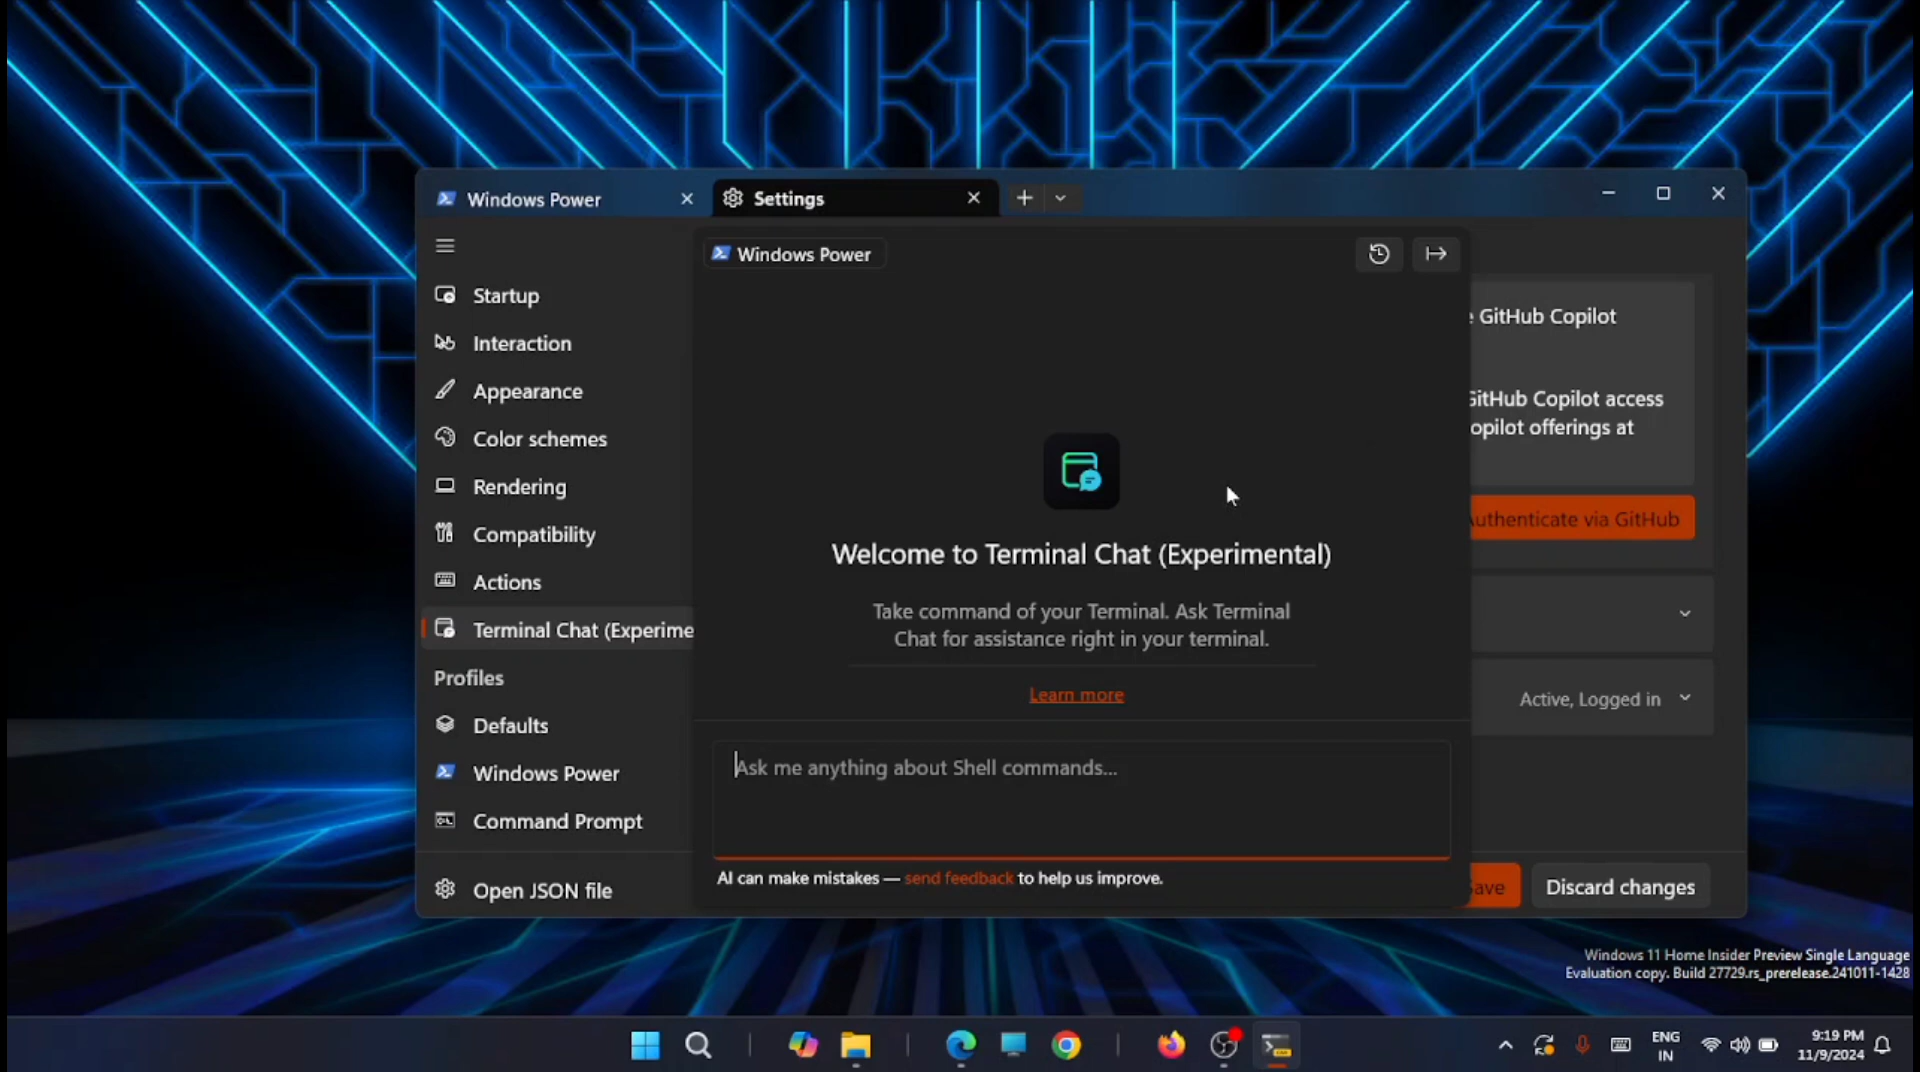 Windows Power
Settings
Windows Power
Startup
Interaction
Appearance
Color schemes
Rendering
Compatibility
Actions
Terminal Chat (Experime
Profiles
Defaults
Windows Power
Command Prompt
Open JSON file
Welcome to Terminal Chat (Experimental)
Take command of your Terminal. Ask Terminal
Chat for assistance right in your terminal.
Learn more
Ask me anything about Shell commands...
AI can make mistakes — send feedback to help us improve.
GitHub Copilot
GitHub Copilot access
opilot offerings at
uthenticate via GitHub
Active, Logged in
ave
Discard changes
Windows 11 Home Insider Preview Single Language
Evaluation copy. Build 27729.rs_prerelease.241011-1428
ENG
IN
9:19 PM
11/9/2024